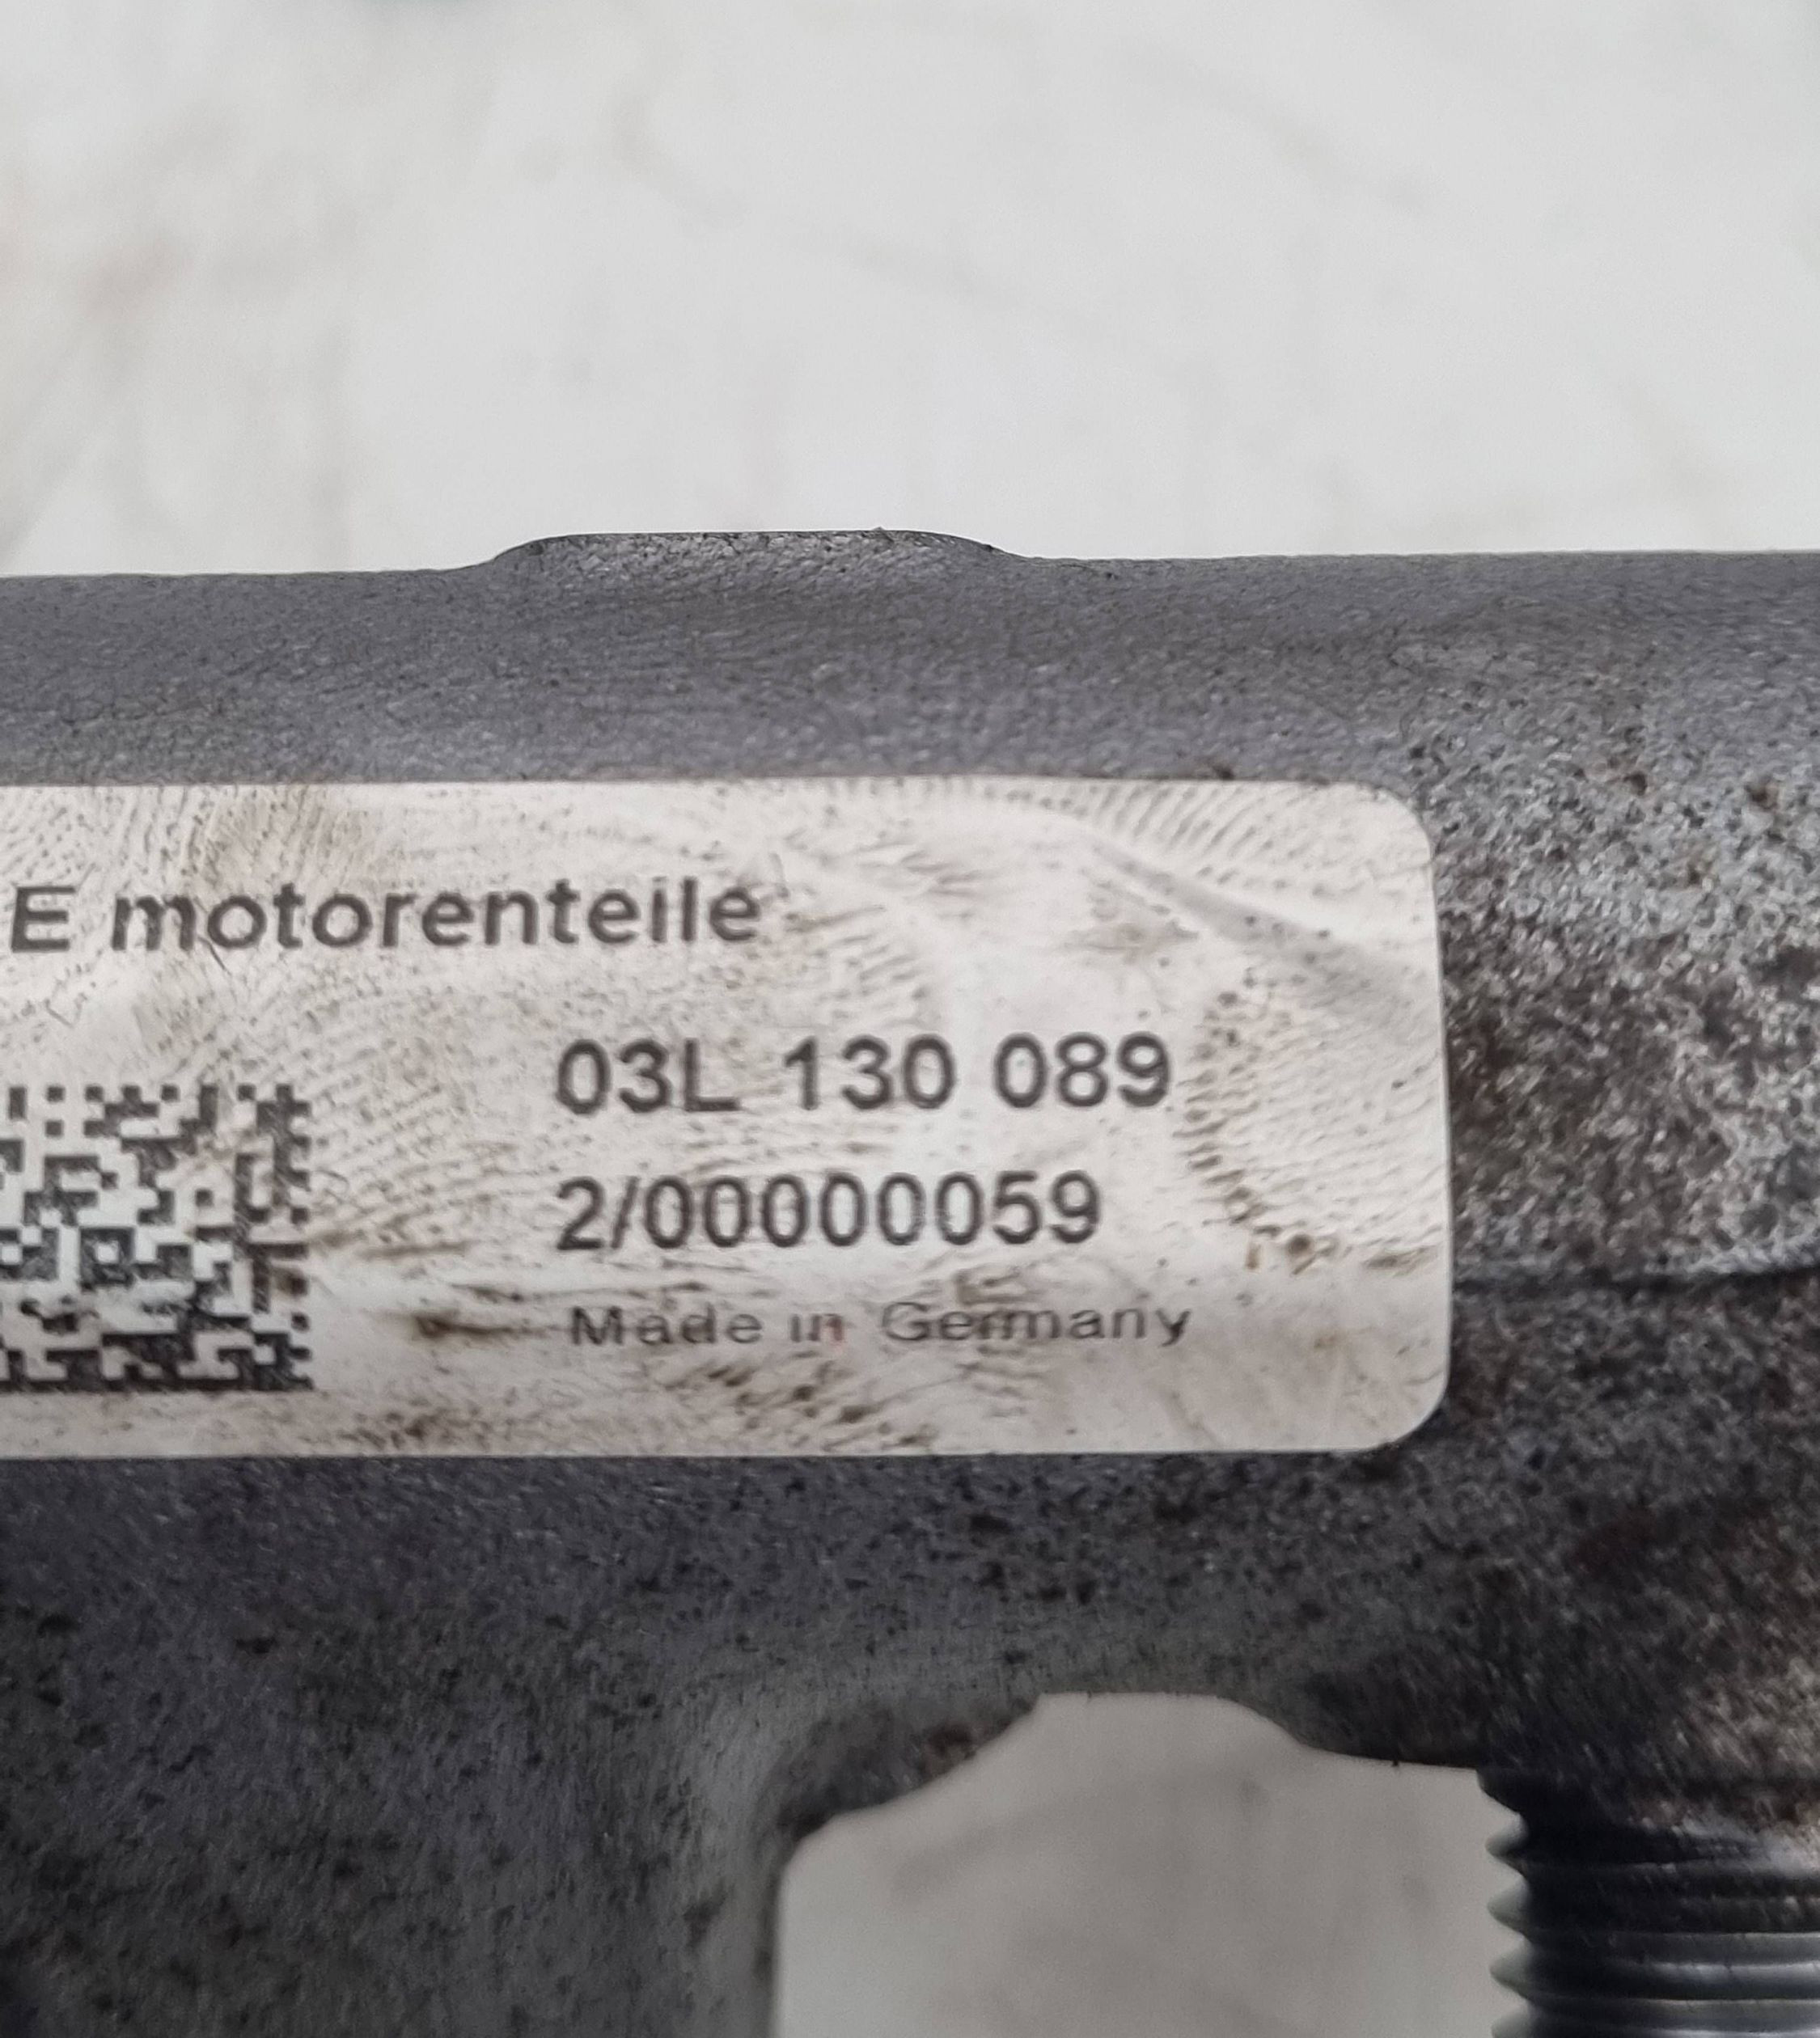 E motorenteile
03L 130 089
2/00000059
Made in Germany